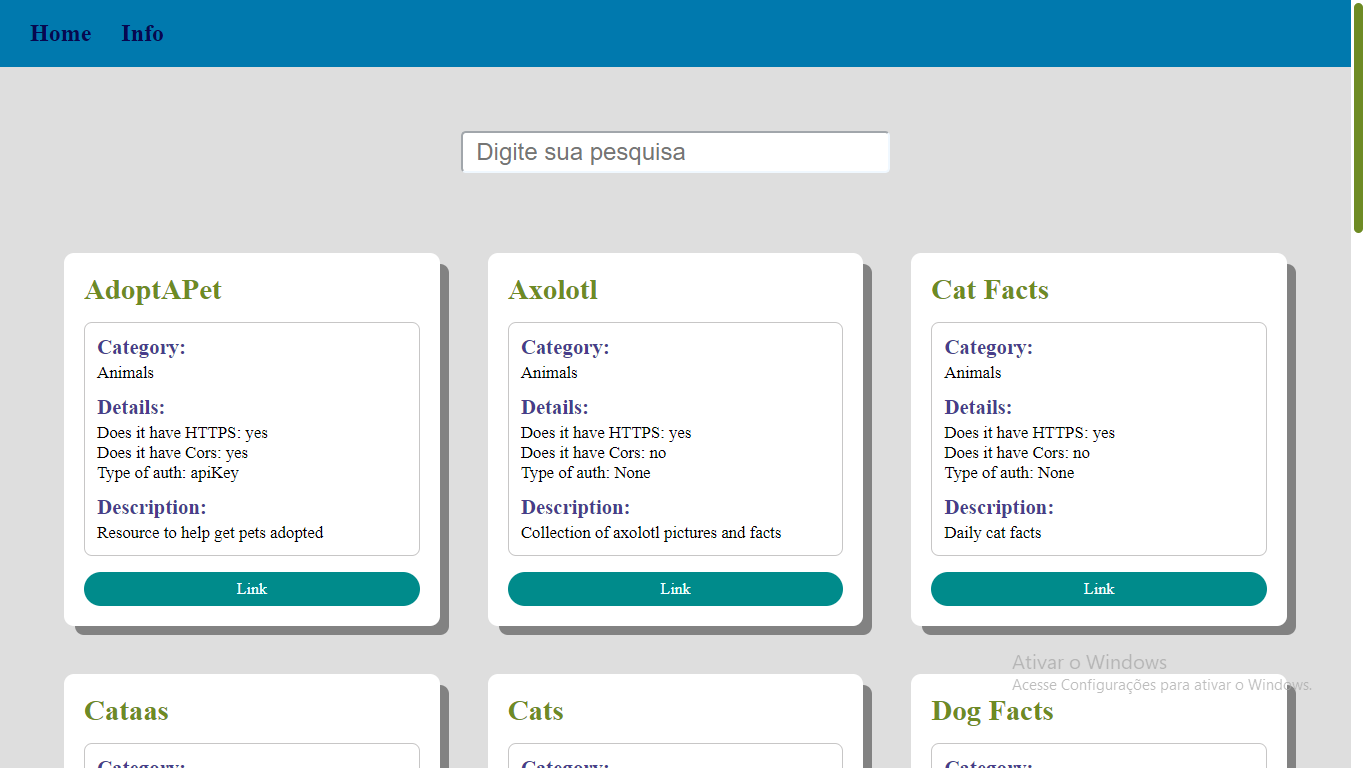 Home Info
Digite sua pesquisa
AdoptAPet
Category:
Animals
Details:
Does it have HTTPS: yes
Does it have Cors: yes
Type of auth: apiKey
Description:
Resource to help get pets adopted
Link
Axolotl
Category:
Animals
Details:
Does it have HTTPS: yes
Does it have Cors: no
Type of auth: None
Description:
Collection of axolotl pictures and facts
Link
Cat Facts
Category:
Animals
Details:
Does it have HTTPS: yes
Does it have Cors: no
Type of auth: None
Description:
Daily cat facts
Link
Ativar o Windows
Acesse Configurações para ativar o Windows.
Cataas
Category:
Cats
Category:
Dog Facts
Category: